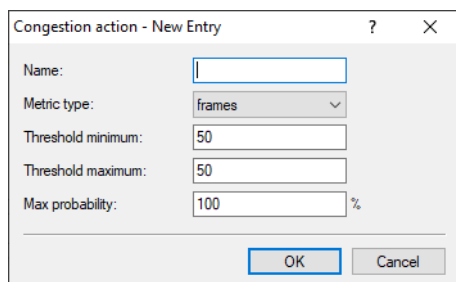 Congestion action - New Entry ?
Name:
Metric type: frames
Threshold minimum: 50
Threshold maximum: 50
Max probability: 100 %
OK Cancel